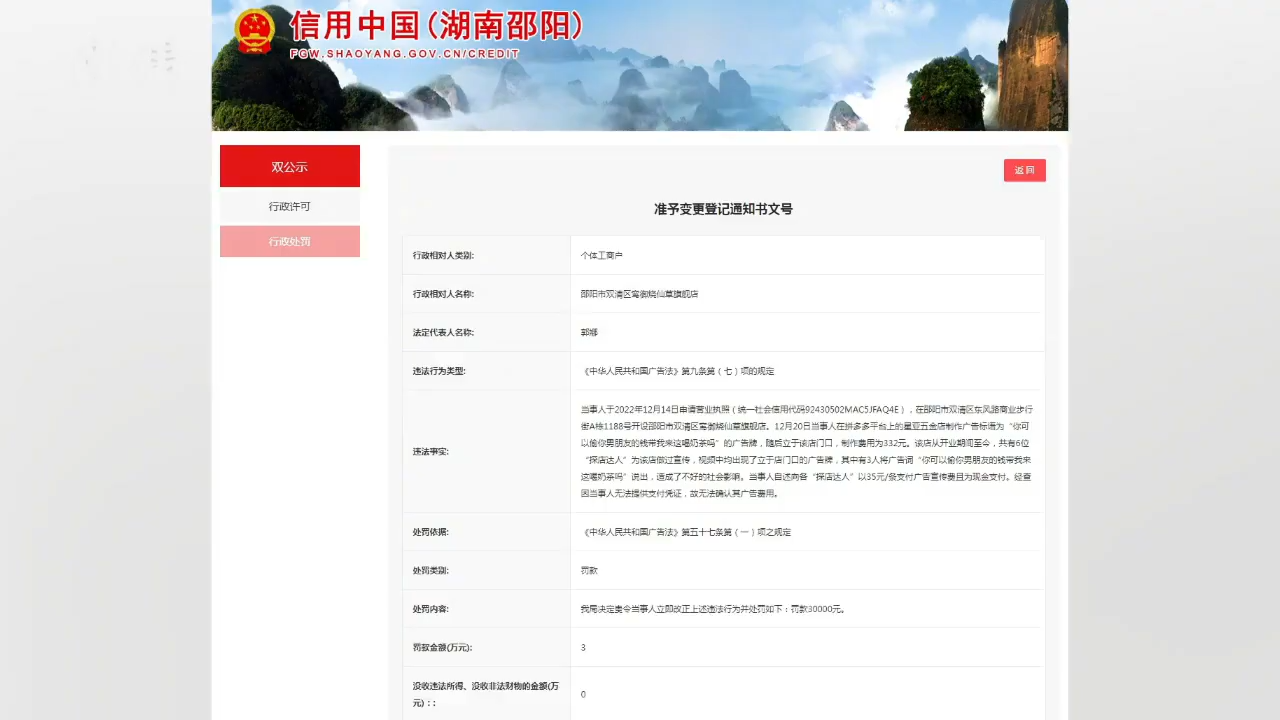 信用中国(湖南邵阳)
FGW.SHAOYANG.GOV.CN/CREDIT
双公示
行政许可
行政处罚
返回
准予变更登记通知书文号
行政相对人类别:
个体工商户
行政相对人名称:
邵阳市双清区窎御烧仙草旗舰店
法定代表人名称:
郭娜
违法行为类型:
《中华人民共和国广告法》第九条第（七）项的规定
违法事实:
当事人于2022年12月14日申请营业执照（统一社会信用代码92430502MAC5JFAQ4E），在邵阳市双清区东风路商业步行
街A栋1188号开设邵阳市双清区窎御烧仙草旗舰店。12月20日当事人在拼多多平台上的星亚五金店制作广告标语为“你可
以偷你男朋友的钱带我来这喝奶茶吗”的广告牌，随后立于该店门口，制作费用为332元。该店从开业期间至今，共有6位
“探店达人”为该店做过宣传，视频中均出现了立于店门口的广告牌，其中有3人将广告词“你可以偷你男朋友的钱带我来
这喝奶茶吗”说出，造成了不好的社会影响。当事人自述向各“探店达人”以35元/条支付广告宣传费且为现金支付。经查
因当事人无法提供支付凭证，故无法确认其广告费用。
处罚依据:
《中华人民共和国广告法》第五十七条第（一）项之规定
处罚类别:
罚款
处罚内容:
我局决定责令当事人立即改正上述违法行为并处罚如下：罚款30000元。
罚款金额(万元):
3
没收违法所得、没收非法财物的金额(万
元)：:
0